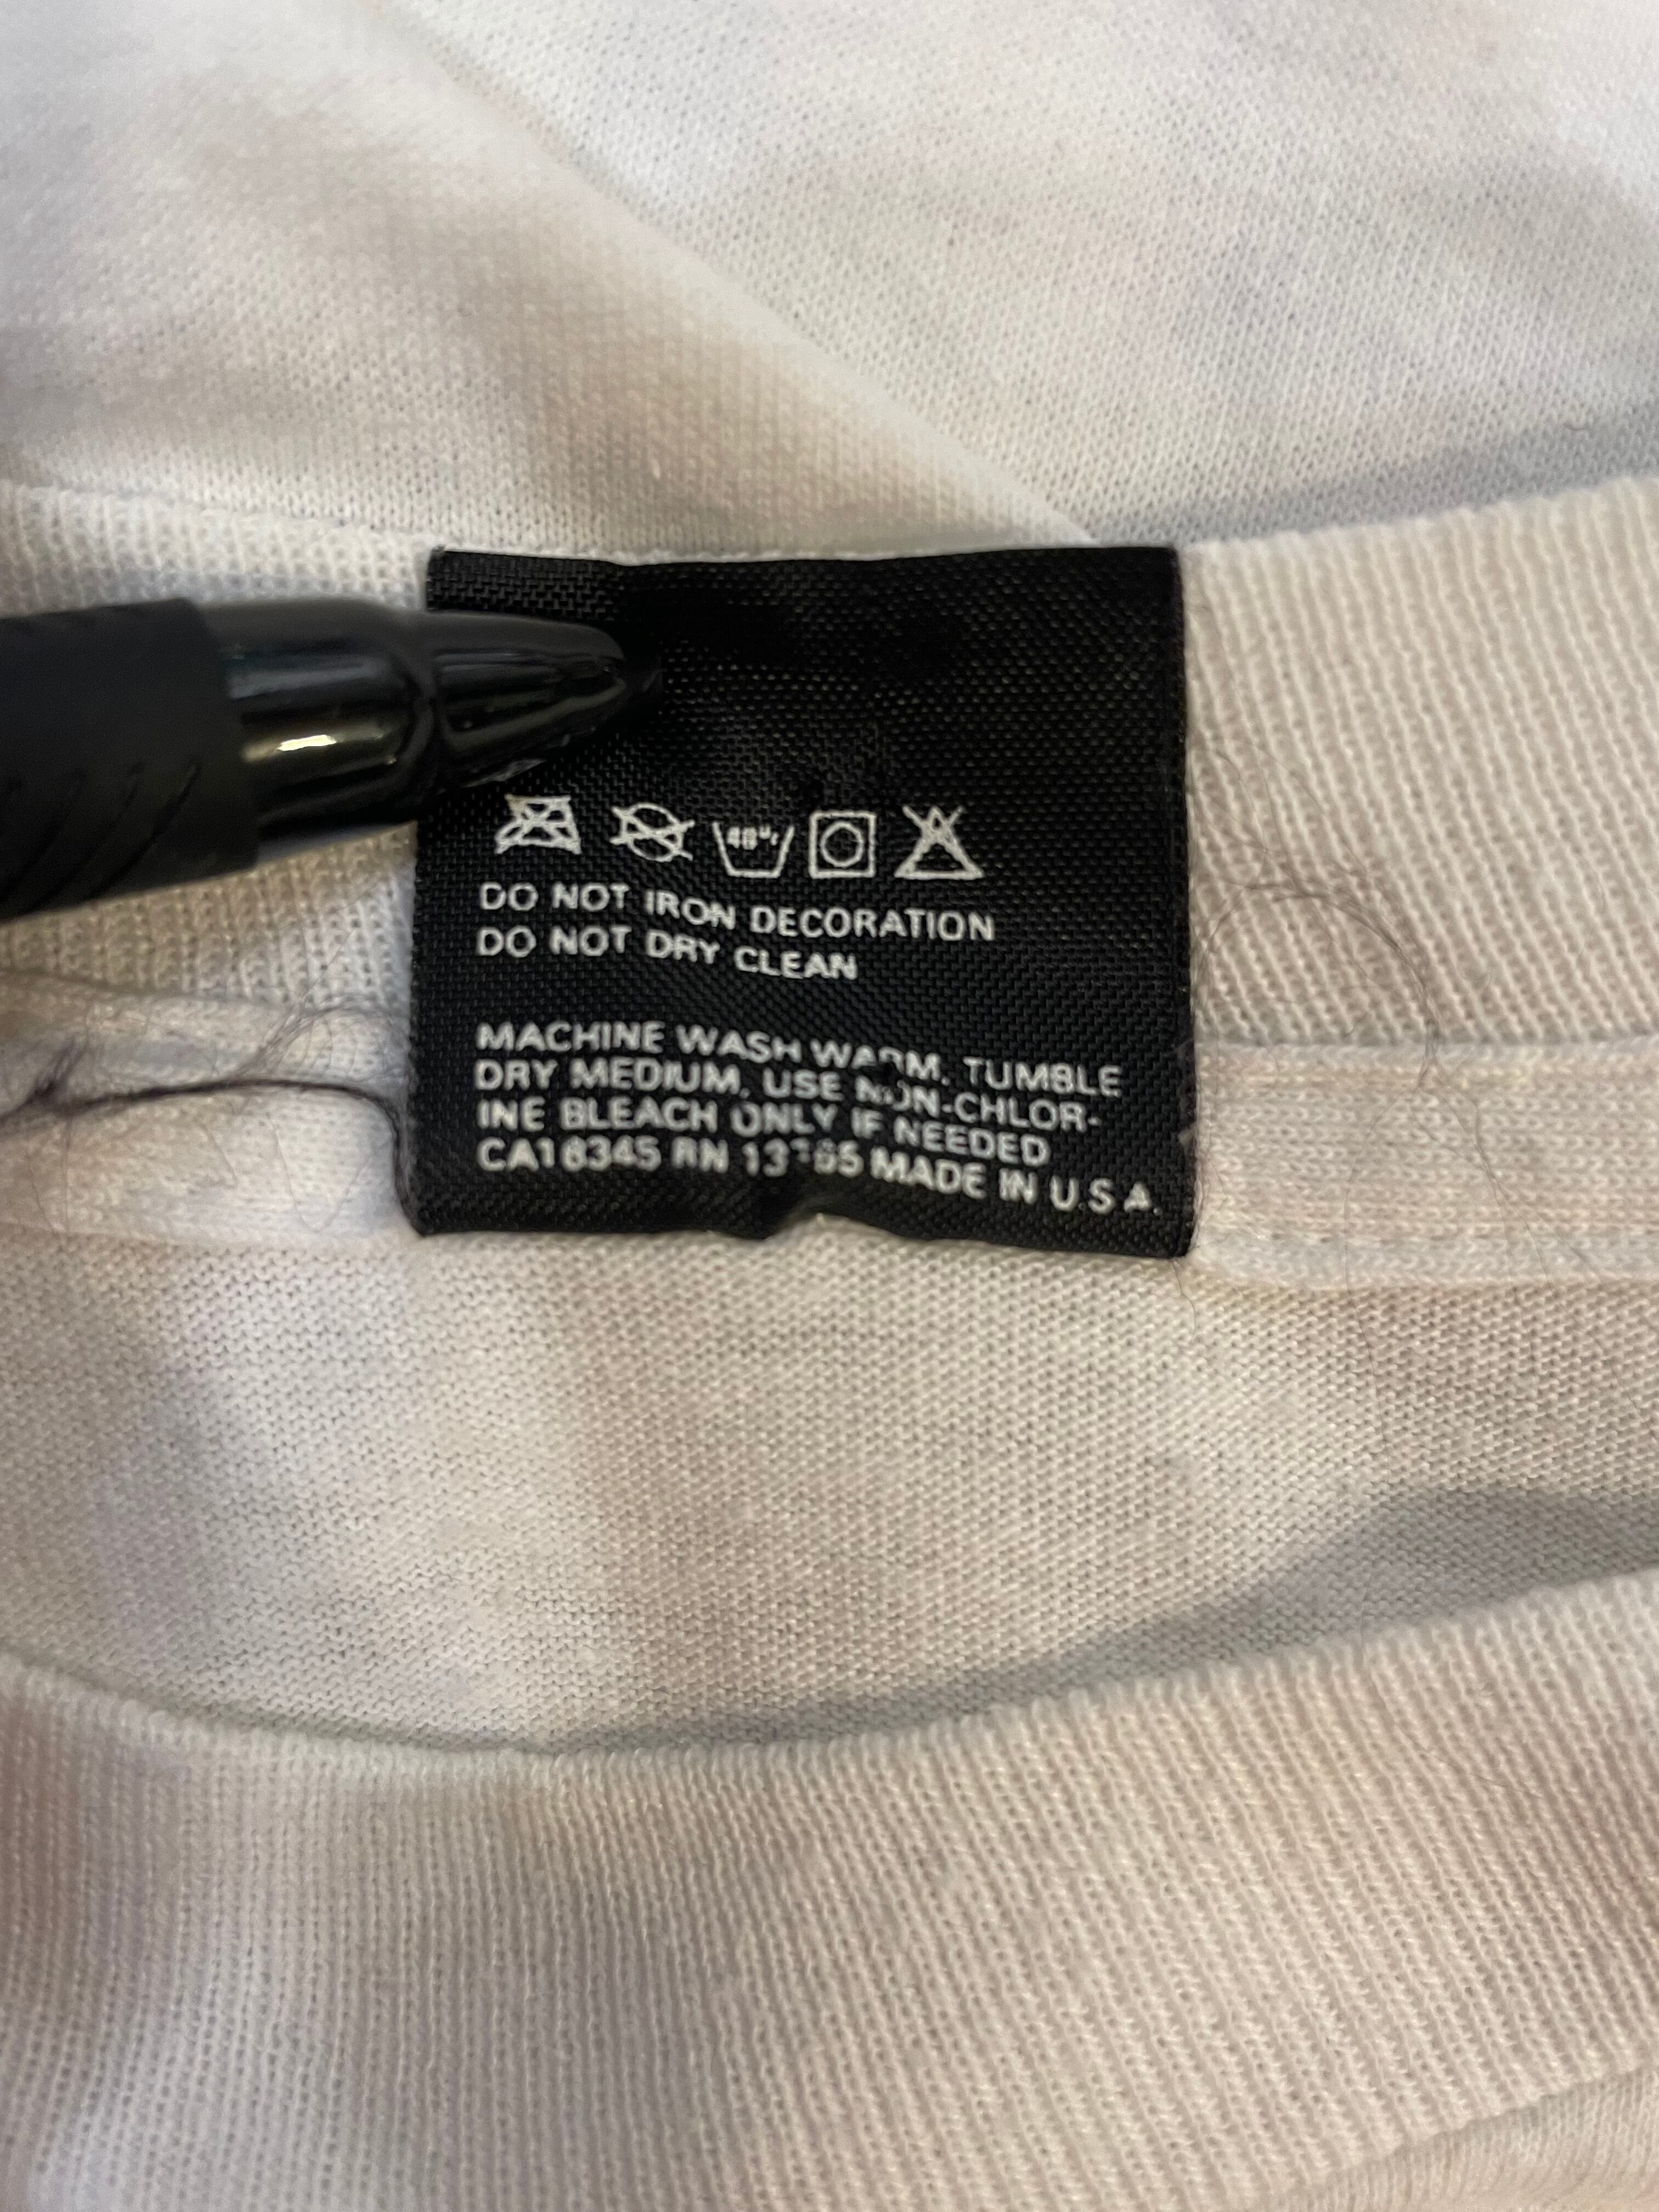 40°C
DO NOT IRON DECORATION
DO NOT DRY CLEAN
MACHINE WASH WARM, TUMBLE
DRY MEDIUM, USE NON-CHLOR-
INE BLEACH ONLY IF NEEDED
CA18345 RN MADE IN U.S.A.